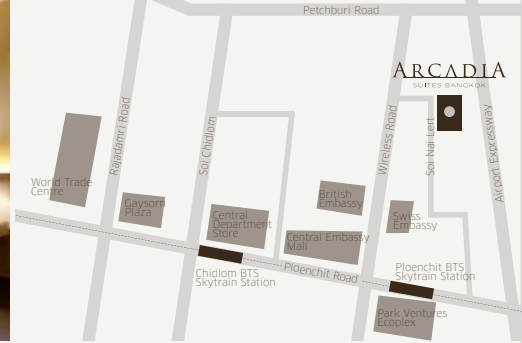 Petchburi Road
ARCADIA
SUITES BANGKOK
Rajadamri Road
Soi Chidlom
Wireless Road
Soi Nai Lert
Airport Expressway
World Trade
Centre
Gaysorn
Plaza
Central
Department
Store
British
Embassy
Central Embassy
Mall
Swiss
Embassy
Chidlom BTS
Skytrain Station
Ploenchit Road
Ploenchit BTS
Skytrain Station
Park Ventures
Ecoplex